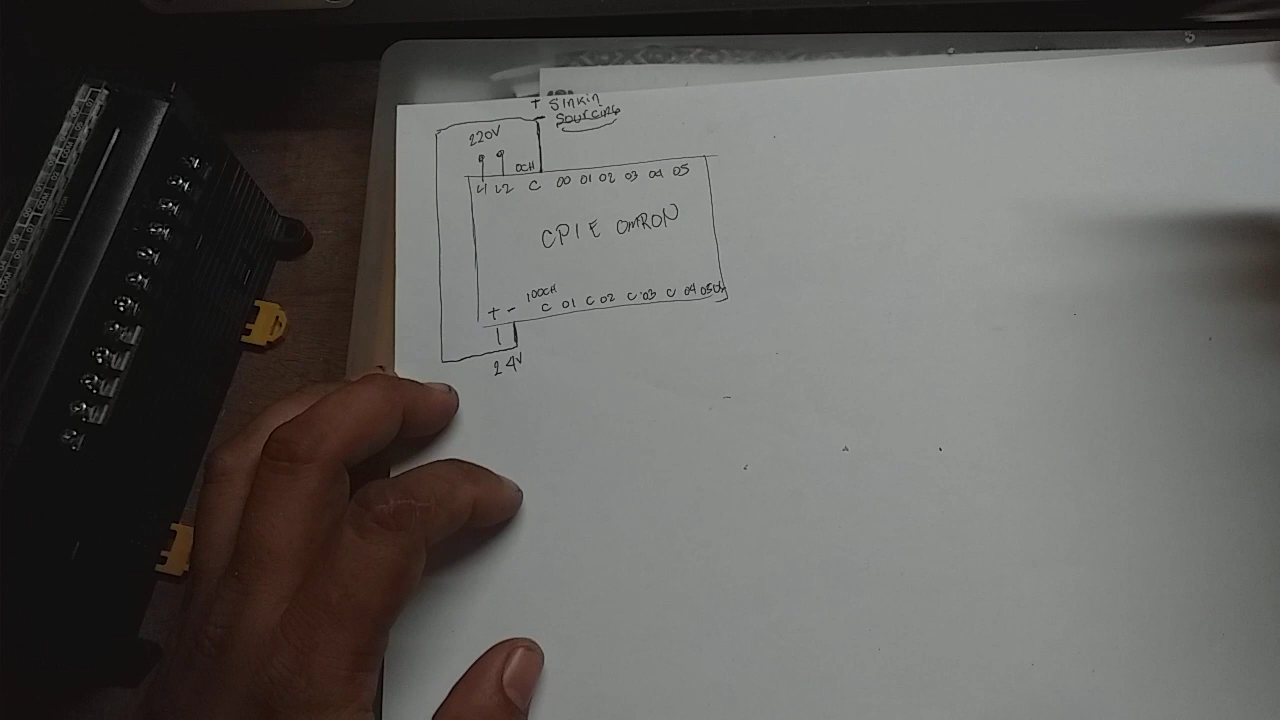 + Sinkin
- Sourcing
220V
0CH
L1 L2 C 00 01 02 03 04 05
CP1E OMRON
100CH
+ - C 01 C 02 C 03 C 04 05
24V
5